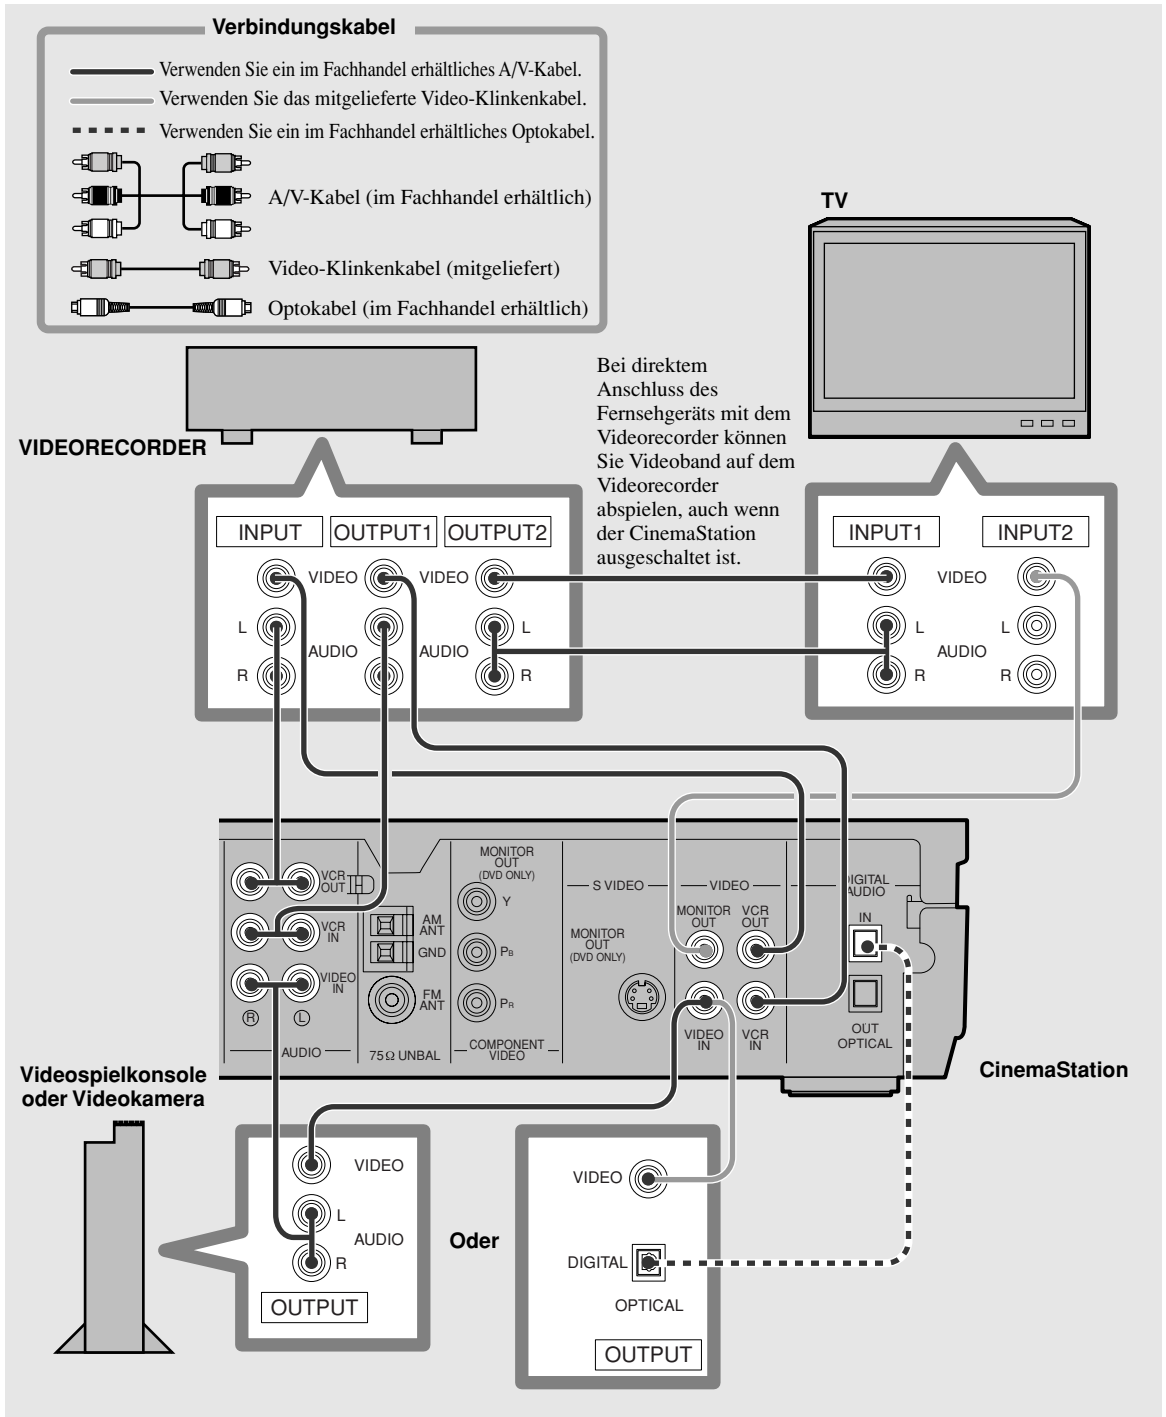 Verbindungskabel
Verwenden Sie ein im Fachhandel erhältliches A/V-Kabel.
Verwenden Sie das mitgelieferte Video-Klinkenkabel.
Verwenden Sie ein im Fachhandel erhältliches Optokabel.
A/V-Kabel (im Fachhandel erhältlich)
Video-Klinkenkabel (mitgeliefert)
Optokabel (im Fachhandel erhältlich)
TV
VIDEORECORDER
Bei direktem
Anschluss des
Fernsehgeräts mit dem
Videorecorder können
Sie Videoband auf dem
Videorecorder
abspielen, auch wenn
der CinemaStation
ausgeschaltet ist.
INPUT OUTPUT1 OUTPUT2
VIDEO VIDEO
L L
AUDIO AUDIO
R R
INPUT1 INPUT2
VIDEO
L L
AUDIO
R R
VCR
OUT
VCR
IN
VIDEO
IN
R L
AUDIO
AM
ANT
GND
FM
ANT
75Ω UNBAL
MONITOR
OUT
(DVD ONLY)
Y
PB
PR
COMPONENT
VIDEO
S VIDEO
MONITOR
OUT
(DVD ONLY)
VIDEO
MONITOR
OUT
VCR
OUT
VIDEO
IN
VCR
IN
DIGITAL
AUDIO
IN
OUT
OPTICAL
CinemaStation
Videospielkonsole
oder Videokamera
VIDEO
L
AUDIO
R
OUTPUT
Oder
VIDEO
DIGITAL
OPTICAL
OUTPUT